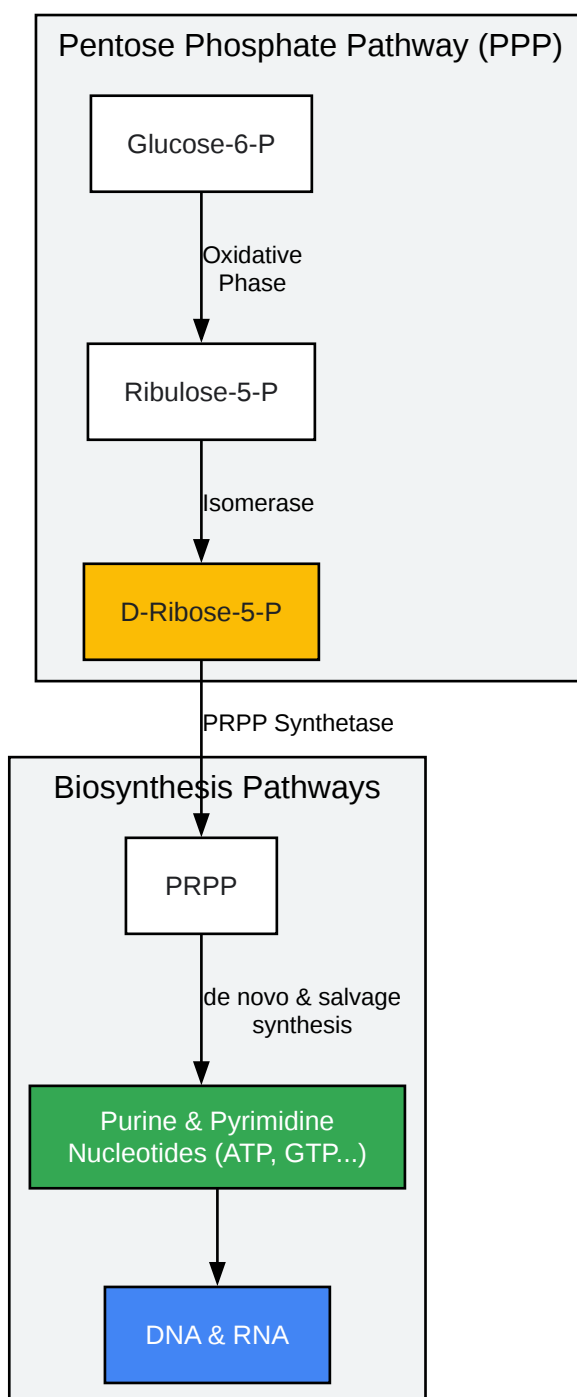 Pentose Phosphate Pathway (PPP)
Glucose-6-P
Oxidative
Phase
Ribulose-5-P
Isomerase
D-Ribose-5-P
PRPP Synthetase
Biosynthesis Pathways
PRPP
de novo & salvage
synthesis
Purine & Pyrimidine
Nucleotides (ATP, GTP...)
DNA & RNA